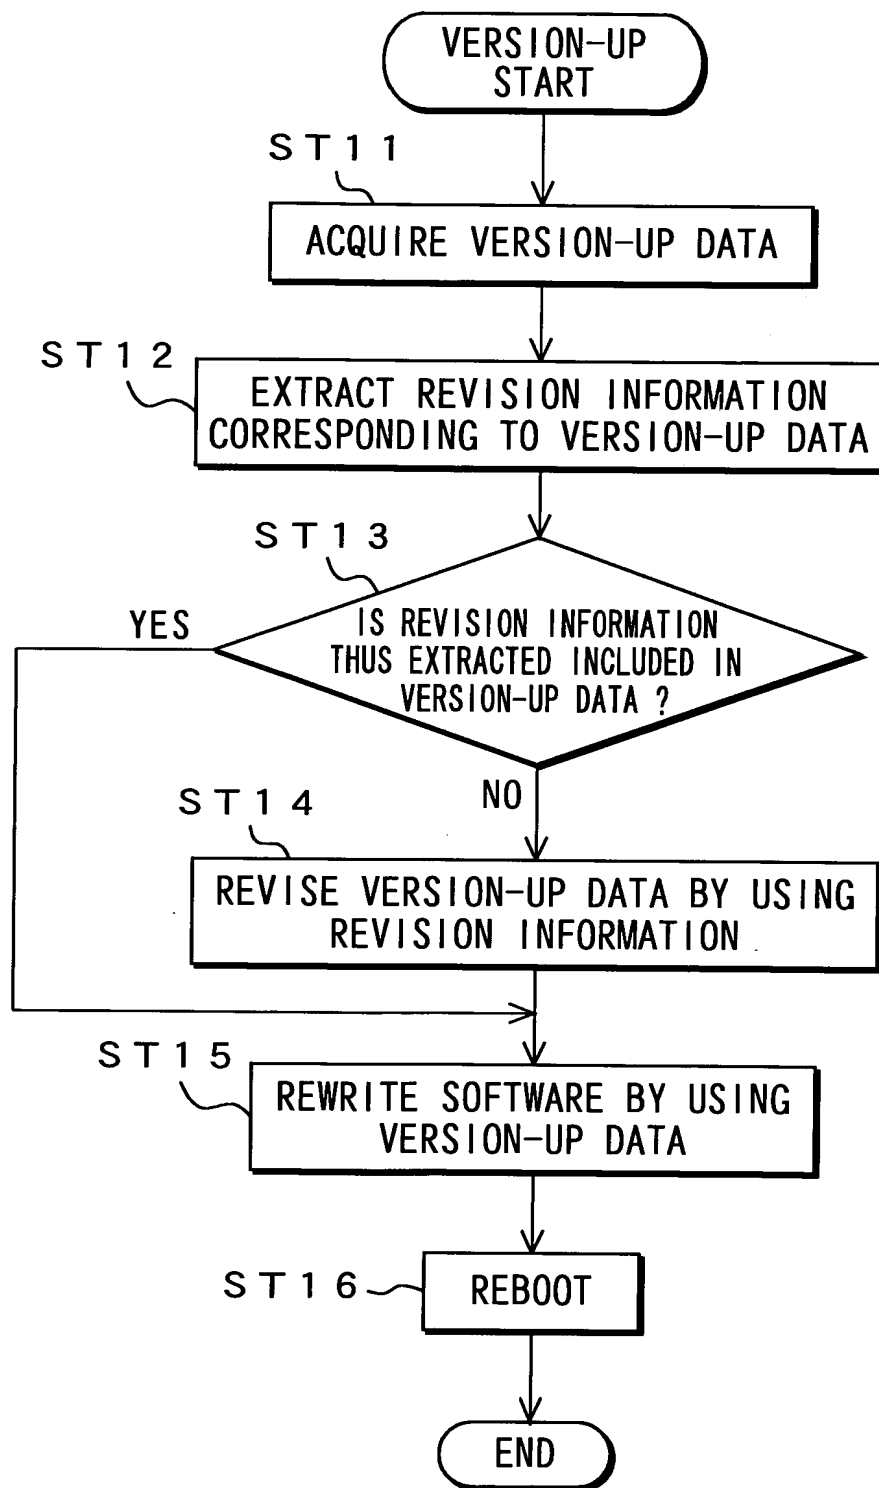 VERSION-UP
START
ST11
ACQUIRE VERSION-UP DATA
ST12
EXTRACT REVISION INFORMATION
CORRESPONDING TO VERSION-UP DATA
ST13
YES
IS REVISION INFORMATION
THUS EXTRACTED INCLUDED IN
VERSION-UP DATA ?
NO
ST14
REVISE VERSION-UP DATA BY USING
REVISION INFORMATION
ST15
REWRITE SOFTWARE BY USING
VERSION-UP DATA
ST16
REBOOT
END